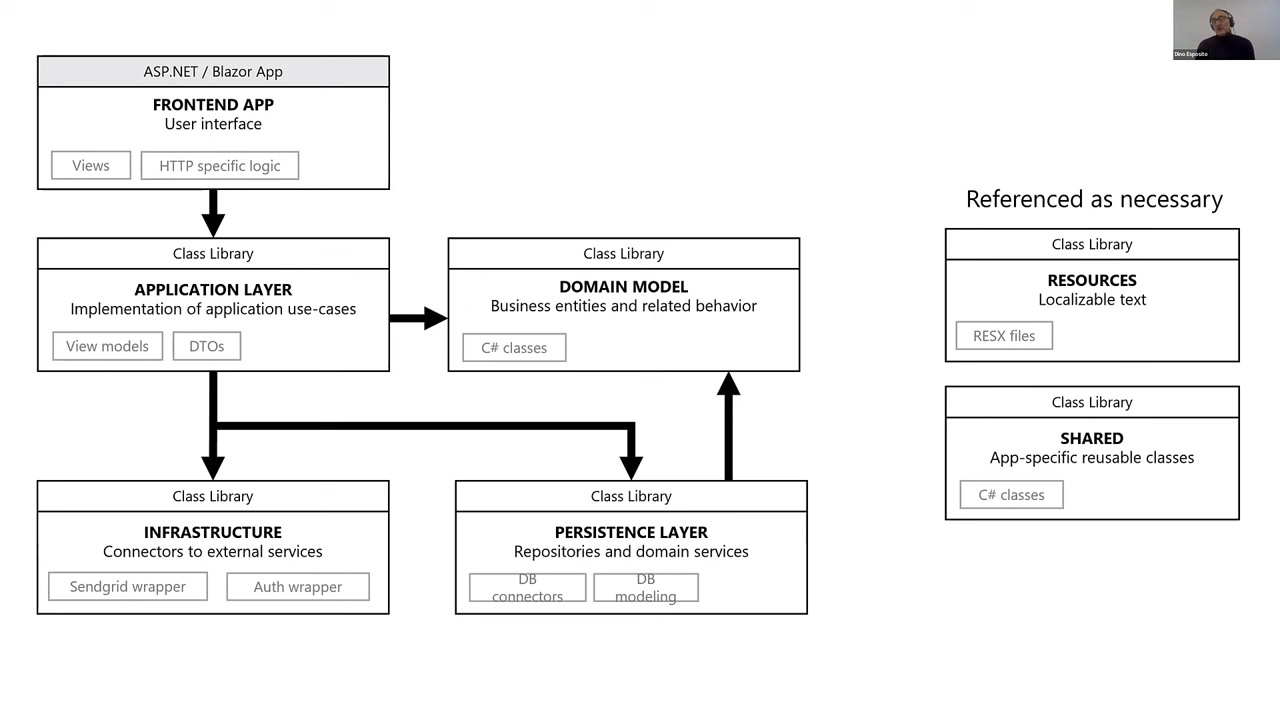 Dino Esposito
ASP.NET / Blazor App
FRONTEND APP
User interface
Views
HTTP specific logic
Class Library
APPLICATION LAYER
Implementation of application use-cases
View models
DTOs
Class Library
DOMAIN MODEL
Business entities and related behavior
C# classes
Class Library
INFRASTRUCTURE
Connectors to external services
Sendgrid wrapper
Auth wrapper
Class Library
PERSISTENCE LAYER
Repositories and domain services
DB
connectors
DB
modeling
Referenced as necessary
Class Library
RESOURCES
Localizable text
RESX files
Class Library
SHARED
App-specific reusable classes
C# classes